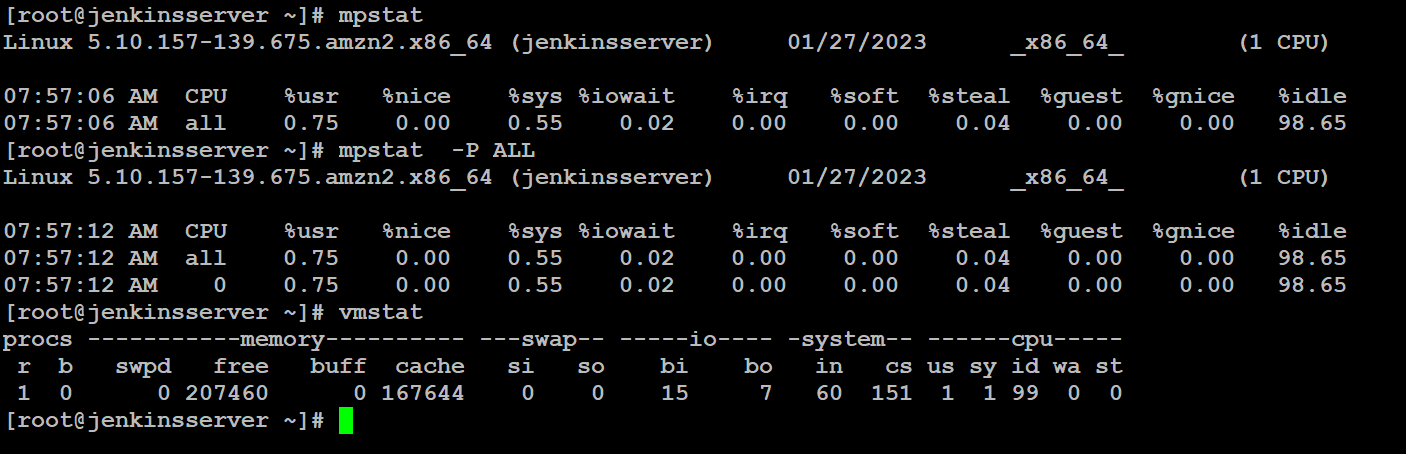 [root@jenkinsserver ~]# mpstat
Linux 5.10.157-139.675.amzn2.x86_64 (jenkinsserver)      01/27/2023      _x86_64_        (1 CPU)

07:57:06 AM  CPU    %usr   %nice    %sys %iowait    %irq   %soft  %steal  %guest  %gnice   %idle
07:57:06 AM  all    0.75    0.00    0.55    0.02    0.00    0.00    0.04    0.00    0.00   98.65
[root@jenkinsserver ~]# mpstat  -P ALL
Linux 5.10.157-139.675.amzn2.x86_64 (jenkinsserver)      01/27/2023      _x86_64_        (1 CPU)

07:57:12 AM  CPU    %usr   %nice    %sys %iowait    %irq   %soft  %steal  %guest  %gnice   %idle
07:57:12 AM  all    0.75    0.00    0.55    0.02    0.00    0.00    0.04    0.00    0.00   98.65
07:57:12 AM    0    0.75    0.00    0.55    0.02    0.00    0.00    0.04    0.00    0.00   98.65
[root@jenkinsserver ~]# vmstat
procs -----------memory---------- ---swap-- -----io---- -system-- ------cpu-----
 r  b   swpd   free   buff  cache   si   so    bi    bo   in   cs us sy id wa st
 1  0      0 207460      0 167644    0    0    15     7   60  151  1  1 99  0  0
[root@jenkinsserver ~]#